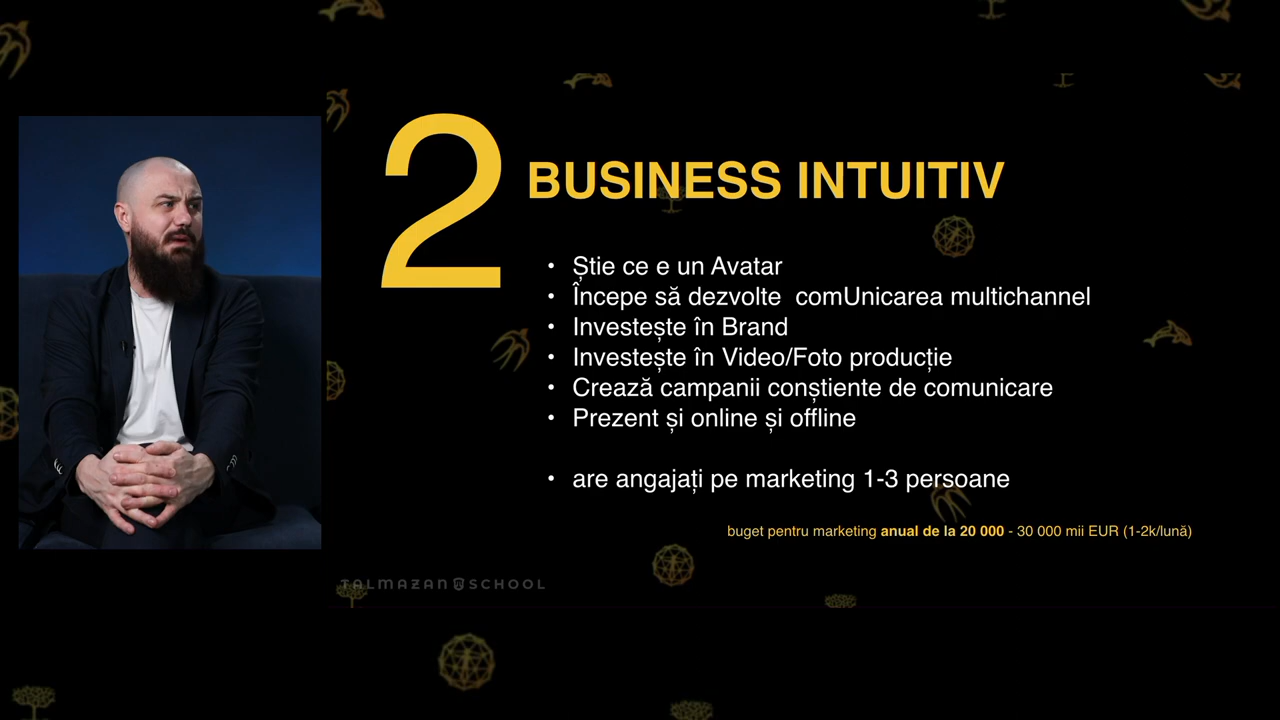 2 BUSINESS INTUITIV
• Știe ce e un Avatar
• Începe să dezvolte  comUnicarea multichannel
• Investește în Brand
• Investește în Video/Foto producție
• Crează campanii conștiente de comunicare
• Prezent și online și offline
• are angajați pe marketing 1-3 persoane
buget pentru marketing anual de la 20 000 - 30 000 mii EUR (1-2k/lună)
TALMAZAN SCHOOL